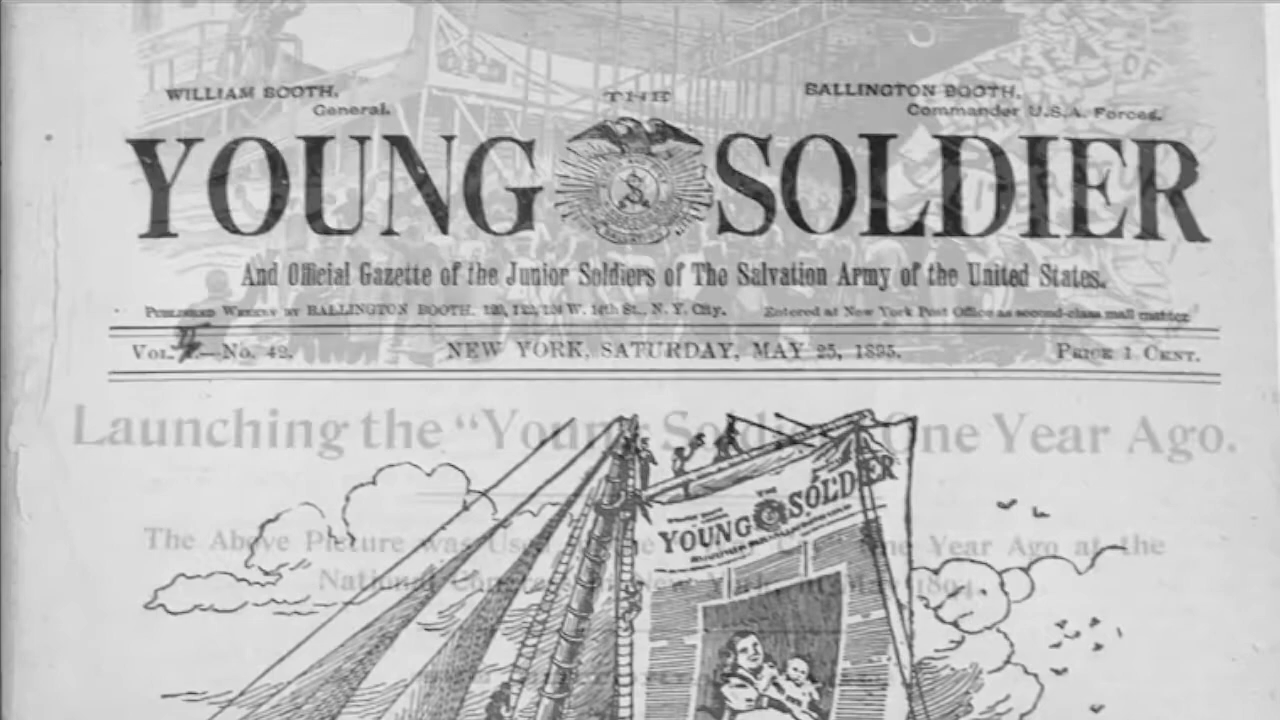 SEA OF
WILLIAM BOOTH,
General.
THE
BALLINGTON BOOTH,
Commander U.S.A. Forces.
YOUNG SOLDIER
And Official Gazette of the Junior Soldiers of The Salvation Army of the United States.
Published Weekly by BALLINGTON BOOTH, 120, 122, 124 W. 14th St., N. Y. City. Entered at New York Post Office as second-class mail matter
Vol. —No. 42. NEW YORK, SATURDAY, MAY 25, 1895. Price 1 Cent.
Launching the "Young Soldier" One Year Ago.
THE
YOUNG SOLDIER
The Above Picture was Used One Year Ago at the
National Congress in New York, in May 1894.